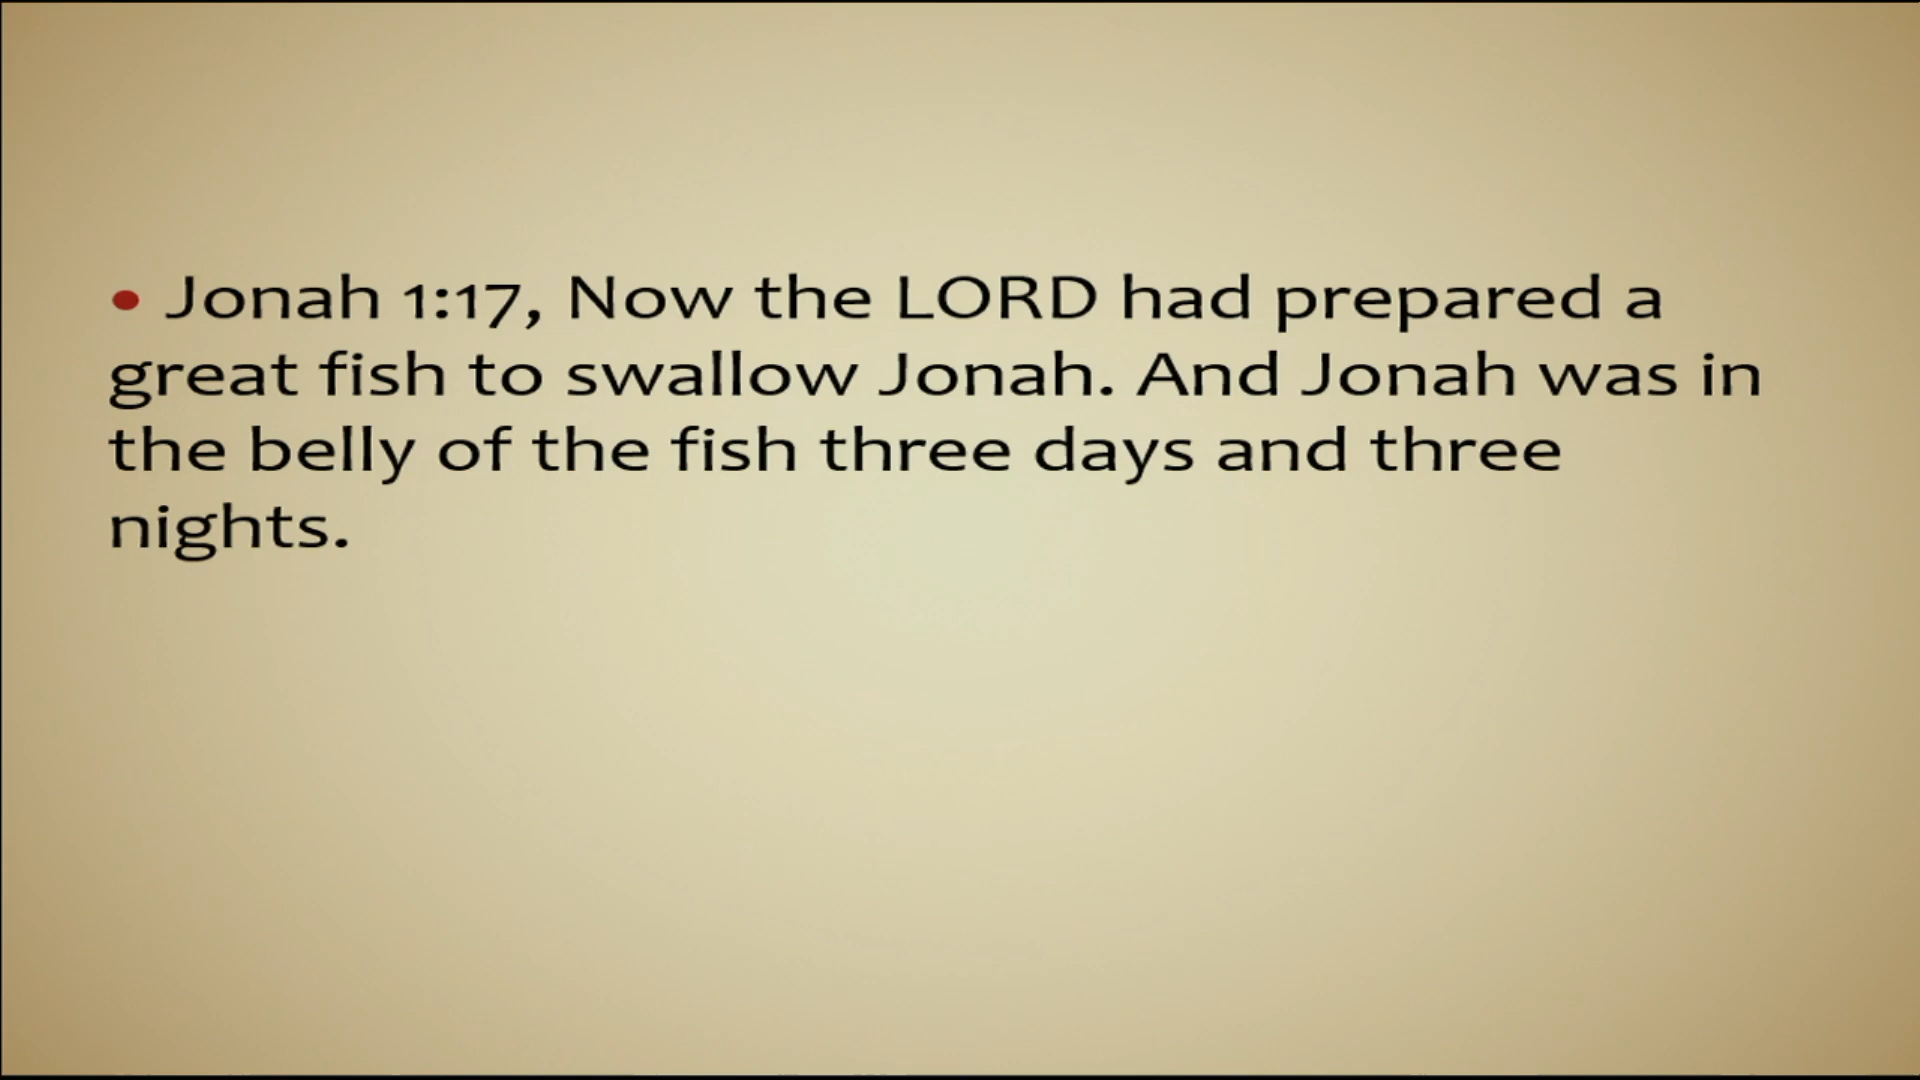 • Jonah 1:17, Now the LORD had prepared a
great fish to swallow Jonah. And Jonah was in
the belly of the fish three days and three
nights.